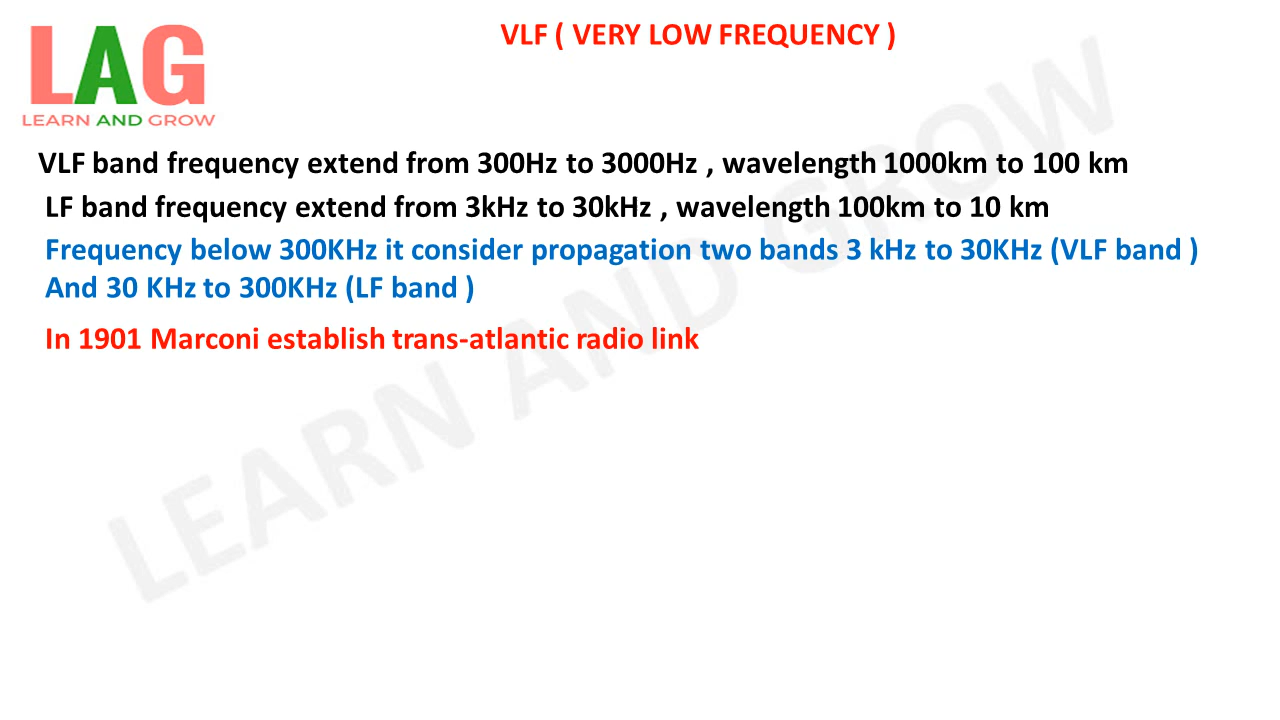 VLF ( VERY LOW FREQUENCY )
LAG
LEARN AND GROW
VLF band frequency extend from 300Hz to 3000Hz , wavelength 1000km to 100 km
LF band frequency extend from 3kHz to 30kHz , wavelength 100km to 10 km
Frequency below 300KHz it consider propagation two bands 3 kHz to 30KHz (VLF band )
And 30 KHz to 300KHz (LF band )
In 1901 Marconi establish trans-atlantic radio link
LEARN AND GROW